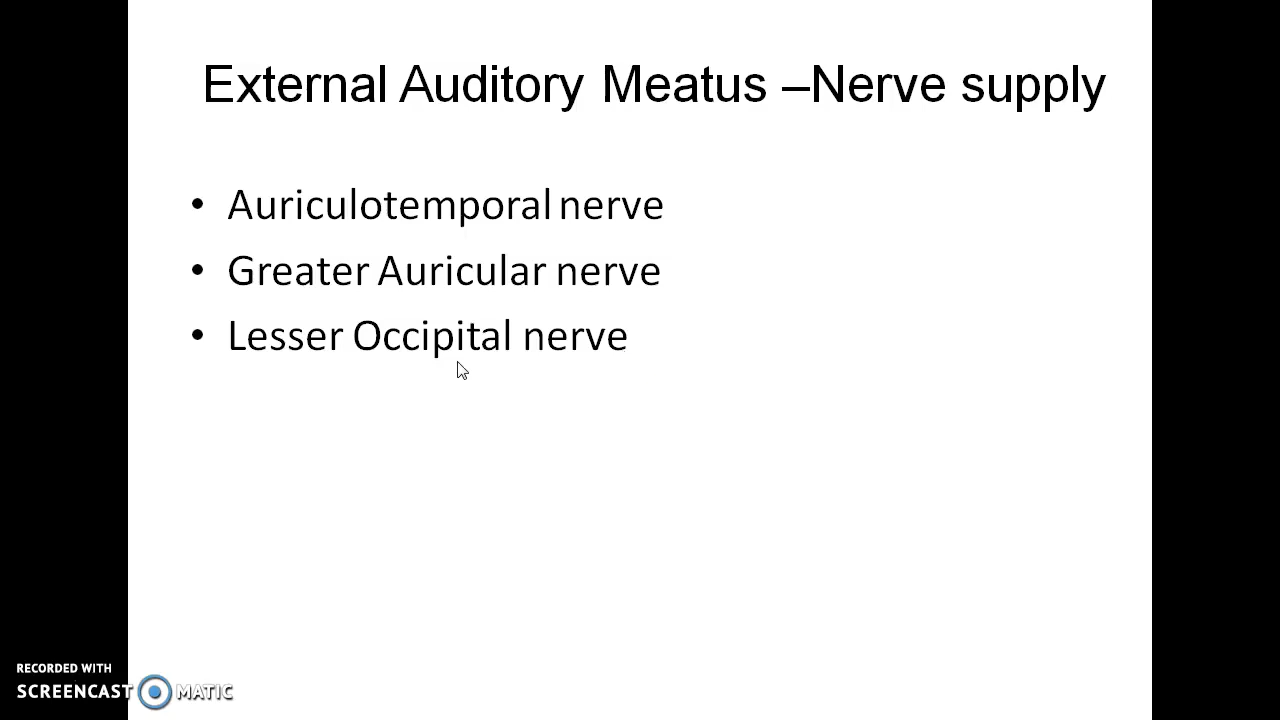 External Auditory Meatus –Nerve supply
• Auriculotemporal nerve
• Greater Auricular nerve
• Lesser Occipital nerve
RECORDED WITH
SCREENCAST MATIC